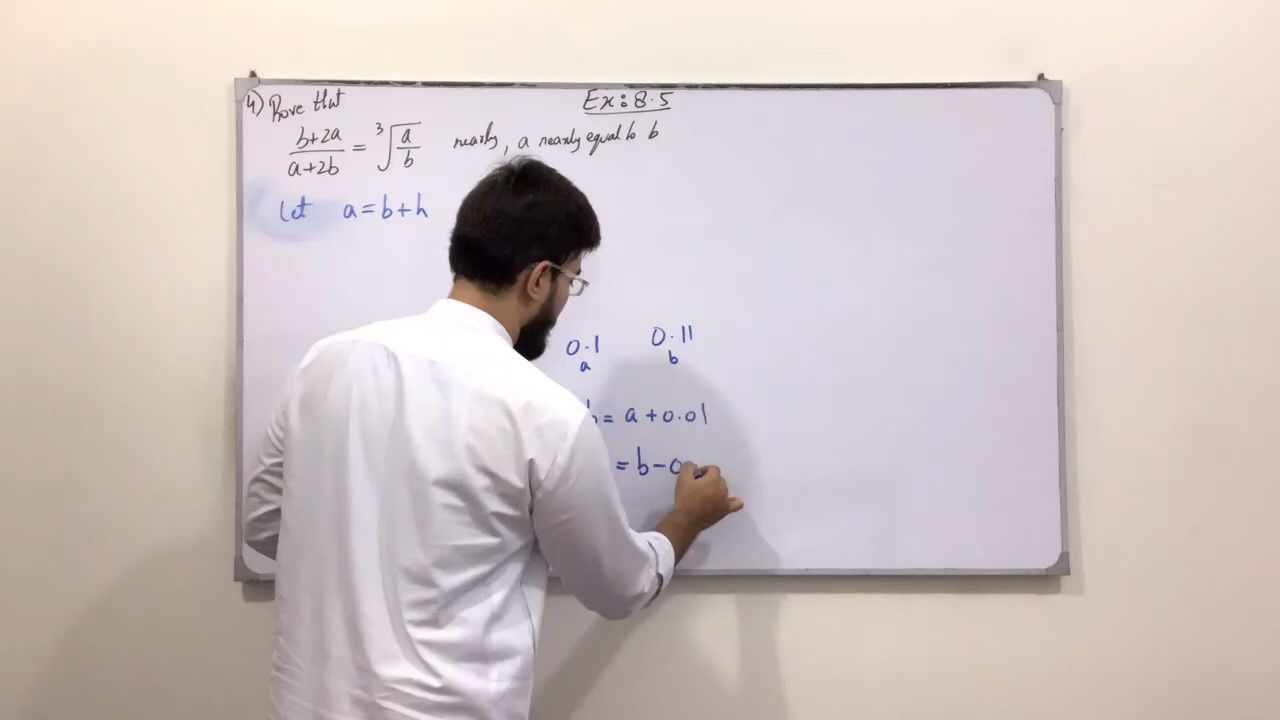 Ex: 8.5
4) Prove that
b+2a / a+2b = ³√(a/b) nearly, a nearly equal to b
Let a = b + h
0.1 0.11
a b
b = a + 0.01
= b - 0